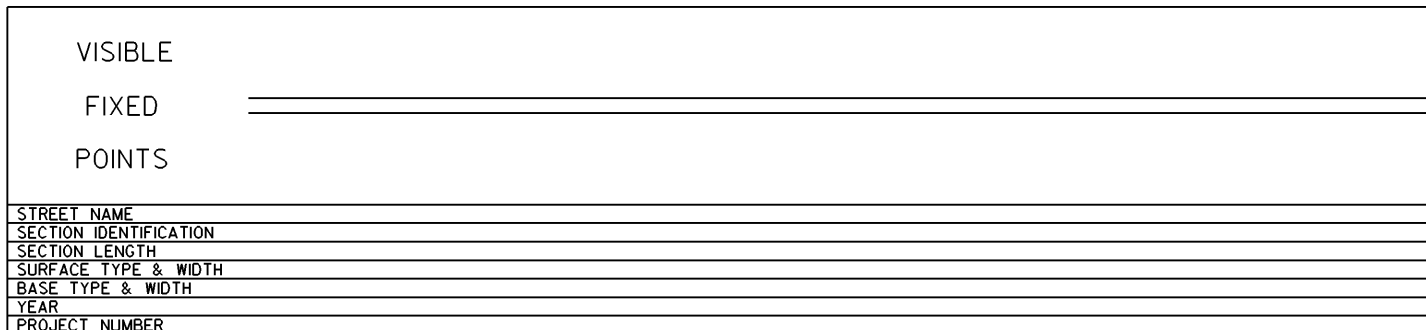 VISIBLE
FIXED
POINTS
STREET NAME
SECTION IDENTIFICATION
SECTION LENGTH
SURFACE TYPE & WIDTH
BASE TYPE & WIDTH
YEAR
PROJECT NUMBER